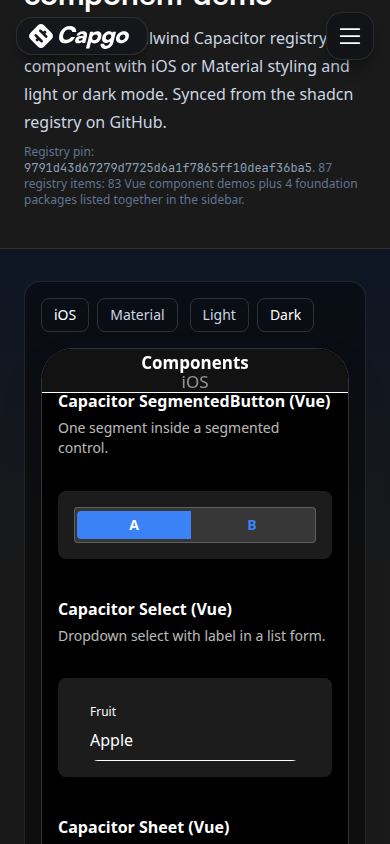 component demo
Capgo
lwind Capacitor registry
component with iOS or Material styling and
light or dark mode. Synced from the shadcn
registry on GitHub.
Registry pin:
9791d43d67279d7725d6a1f7865ff10deaf36ba5. 87
registry items: 83 Vue component demos plus 4 foundation
packages listed together in the sidebar.
iOS
Material
Light
Dark
Components
iOS
Capacitor SegmentedButton (Vue)
One segment inside a segmented
control.
A
B
Capacitor Select (Vue)
Dropdown select with label in a list form.
Fruit
Apple
Capacitor Sheet (Vue)